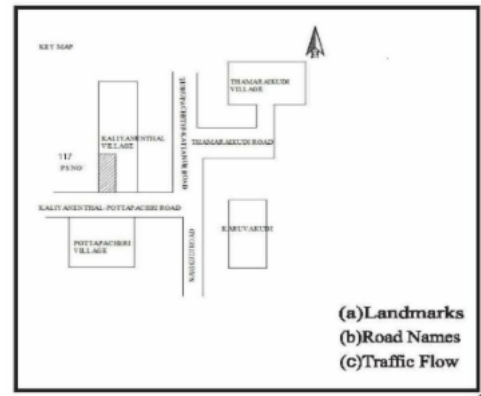 KEY MAP
THAMARAIKUDI
VILLAGE
KALIYANENTHAL
VILLAGE
THAMARAIKUDI ROAD
117
PS NO
KALIYANENTHAL-POTTAPACHERI ROAD
KARUVAKUDI
POTTAPACHERI
VILLAGE
(a)Landmarks
(b)Road Names
(c)Traffic Flow